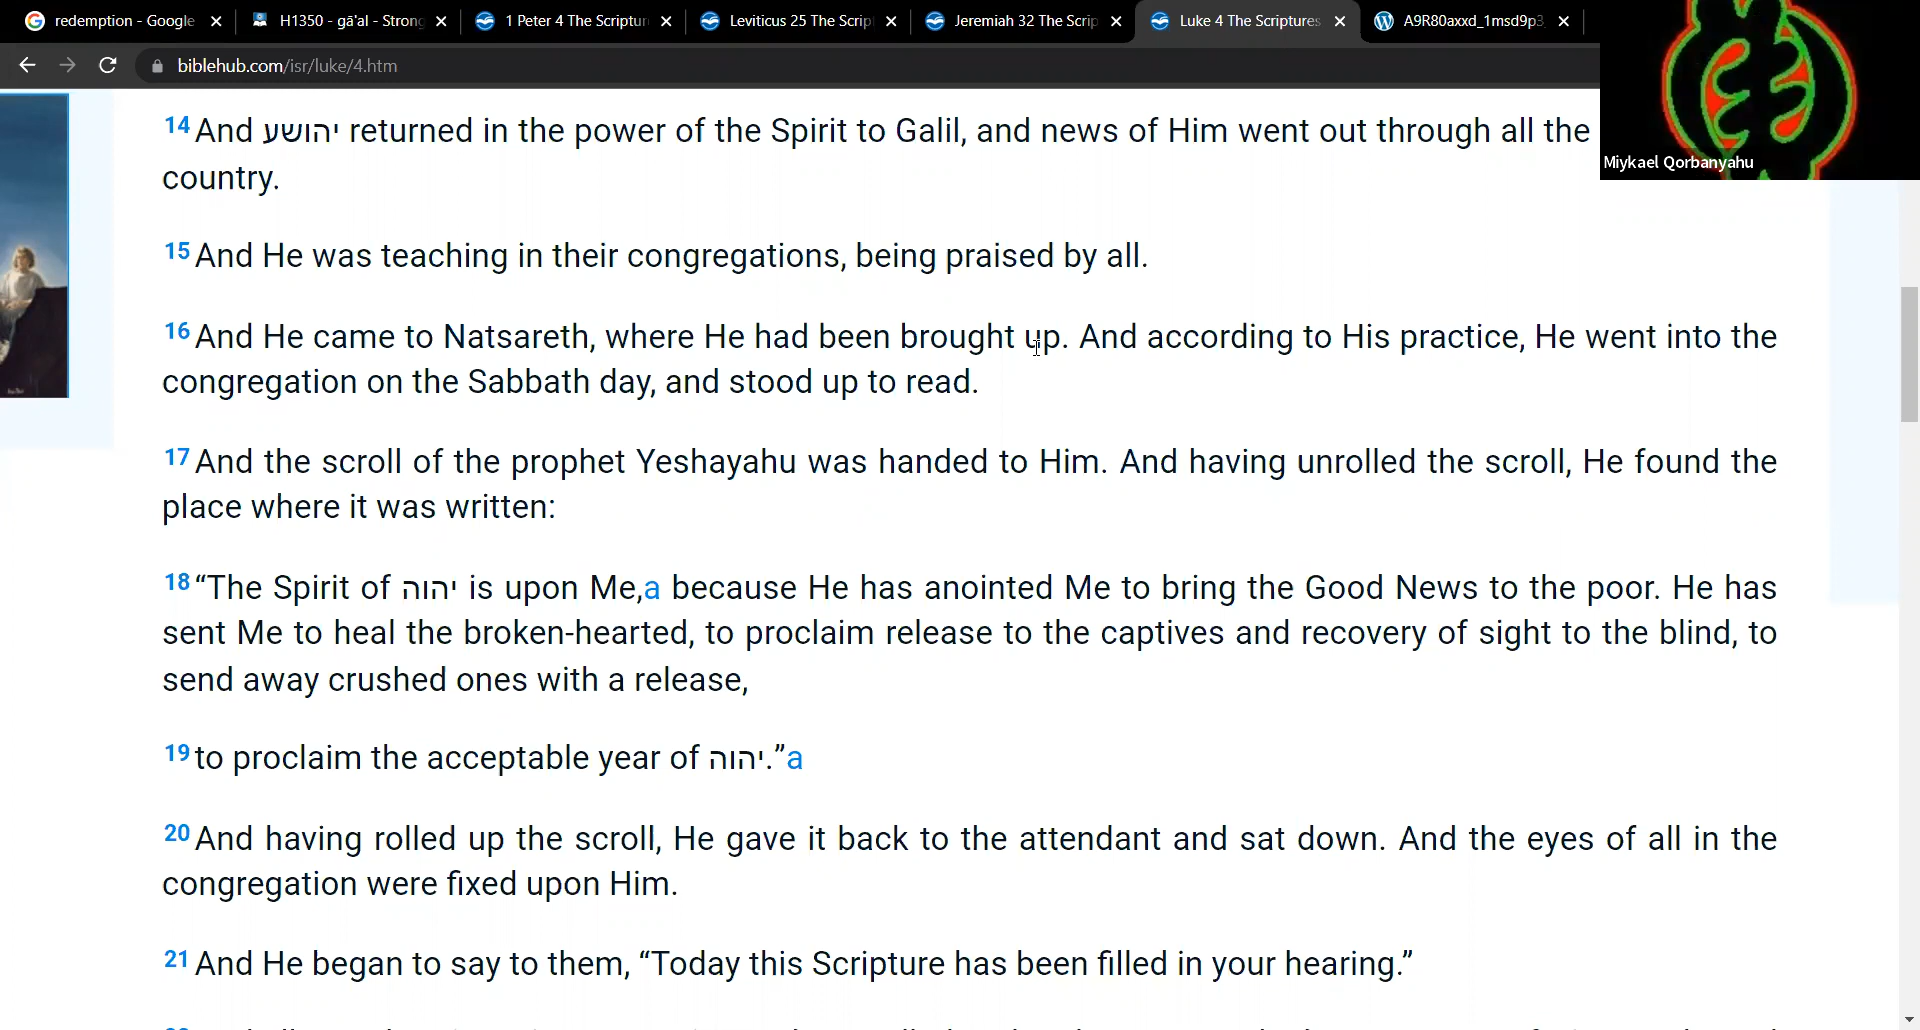 redemption - Google
H1350 - gā'al - Strong
1 Peter 4 The Scriptur
Leviticus 25 The Script
Jeremiah 32 The Scrip
Luke 4 The Scriptures
A9R80axxd_1msd9p3
biblehub.com/isr/luke/4.htm
Miykael Qorbanyahu
14 And יהושע returned in the power of the Spirit to Galil, and news of Him went out through all the
country.
15 And He was teaching in their congregations, being praised by all.
16 And He came to Natsareth, where He had been brought up. And according to His practice, He went into the
congregation on the Sabbath day, and stood up to read.
17 And the scroll of the prophet Yeshayahu was handed to Him. And having unrolled the scroll, He found the
place where it was written:
18 “The Spirit of יהוה is upon Me,a because He has anointed Me to bring the Good News to the poor. He has
sent Me to heal the broken-hearted, to proclaim release to the captives and recovery of sight to the blind, to
send away crushed ones with a release,
19 to proclaim the acceptable year of יהוה.”a
20 And having rolled up the scroll, He gave it back to the attendant and sat down. And the eyes of all in the
congregation were fixed upon Him.
21 And He began to say to them, “Today this Scripture has been filled in your hearing.”